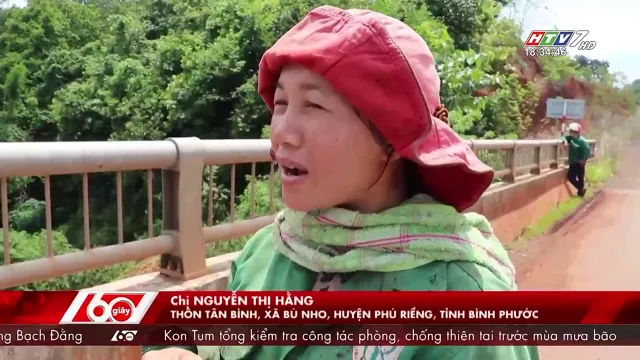 HTV7 HD
18:34:46
60 giây
Chị NGUYỄN THỊ HẰNG
THÔN TÂN BÌNH, XÃ BÙ NHO, HUYỆN PHÚ RIỀNG, TỈNH BÌNH PHƯỚC
ng Bạch Đằng 60 giây Kon Tum tổng kiểm tra công tác phòng, chống thiên tai trước mùa mưa bão